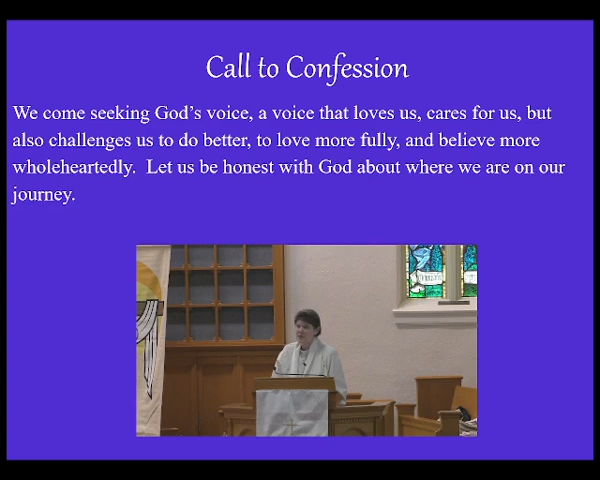 Call to Confession
We come seeking God’s voice, a voice that loves us, cares for us, but
also challenges us to do better, to love more fully, and believe more
wholeheartedly.  Let us be honest with God about where we are on our
journey.